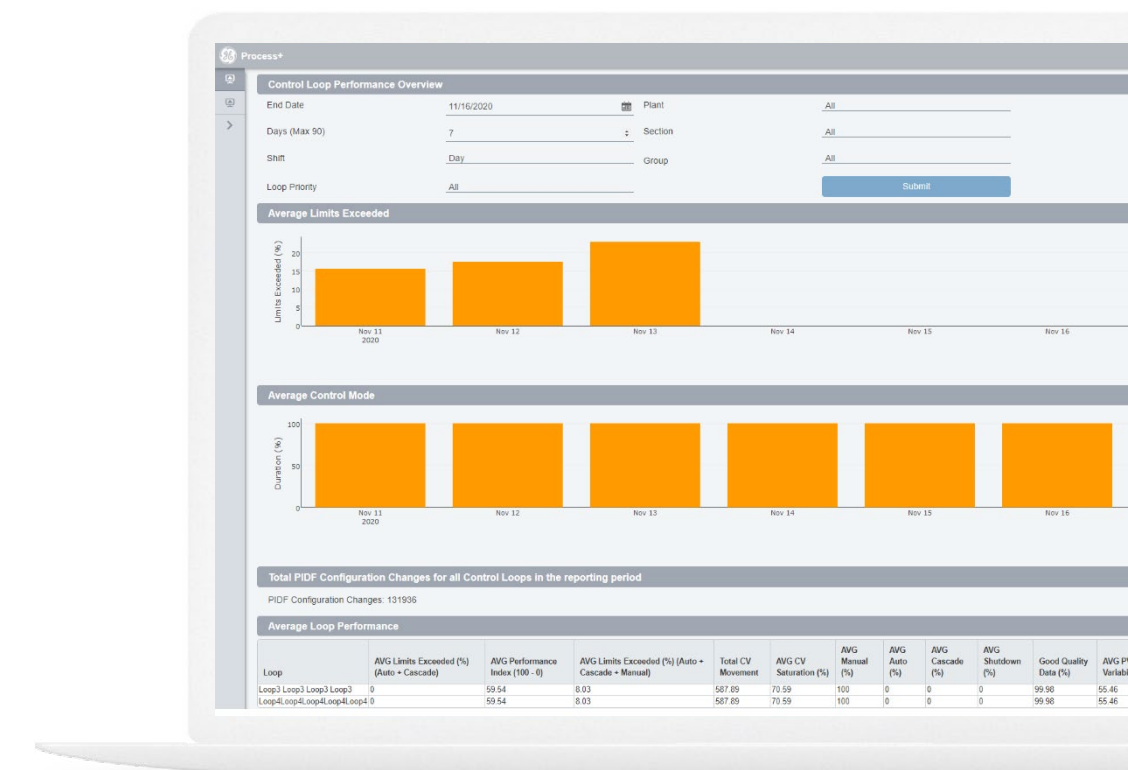 Process+
Control Loop Performance Overview
End Date 11/16/2020 Plant All
Days (Max 90) 7 Section All
Shift Day Group All
Loop Priority All Submit
Average Limits Exceeded
Limits Exceeded (%)
20
15
10
5
0
Nov 11 Nov 12 Nov 13 Nov 14 Nov 15 Nov 16
2020
Average Control Mode
Duration (%)
100
50
0
Nov 11 Nov 12 Nov 13 Nov 14 Nov 15 Nov 16
2020
Total PIDF Configuration Changes for all Control Loops in the reporting period
PIDF Configuration Changes: 131936
Average Loop Performance
Loop AVG Limits Exceeded (%) (Auto + Cascade) AVG Performance Index (100 - 0) AVG Limits Exceeded (%) (Auto + Cascade + Manual) Total CV Movement AVG CV Saturation (%) AVG Manual (%) AVG Auto (%) AVG Cascade (%) AVG Shutdown (%) Good Quality Data (%) AVG
Loop3 Loop3 Loop3 Loop3 0 59.54 8.03 587.89 70.59 100 0 0 0 99.98 55.46
Loop4Loop4Loop4Loop4Loop4 0 59.54 8.03 587.89 70.59 100 0 0 0 99.98 55.46